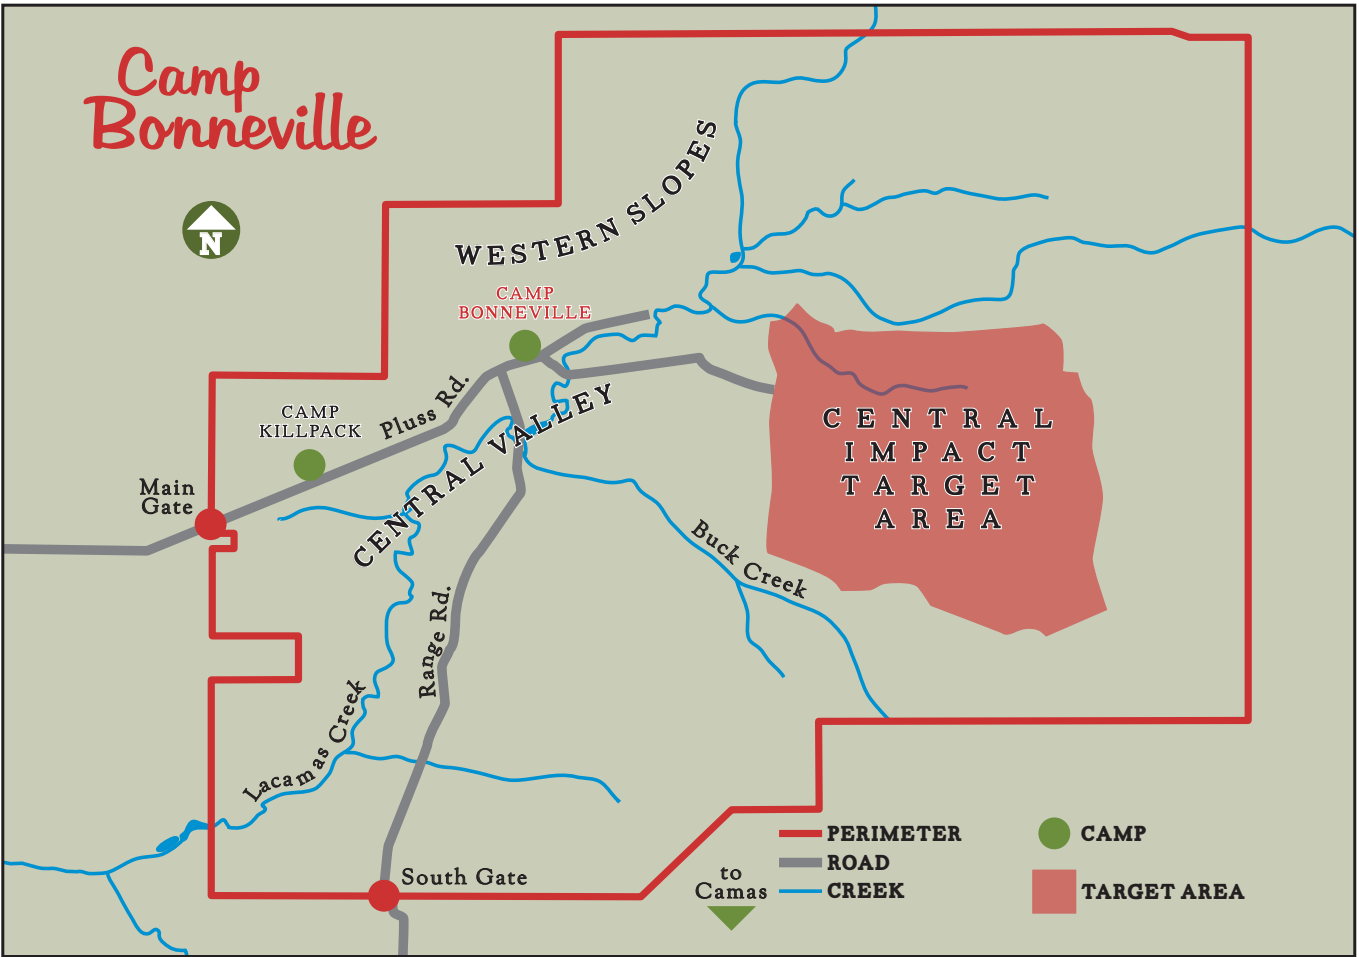 Camp
Bonneville
N
WESTERN SLOPES
CAMP
BONNEVILLE
Pluss Rd.
CAMP
KILLPACK
Main
Gate
CENTRAL VALLEY
CENTRAL
IMPACT
TARGET
AREA
Buck Creek
Range Rd.
Lacamas Creek
South Gate
to
Camas
PERIMETER
ROAD
CREEK
CAMP
TARGET AREA